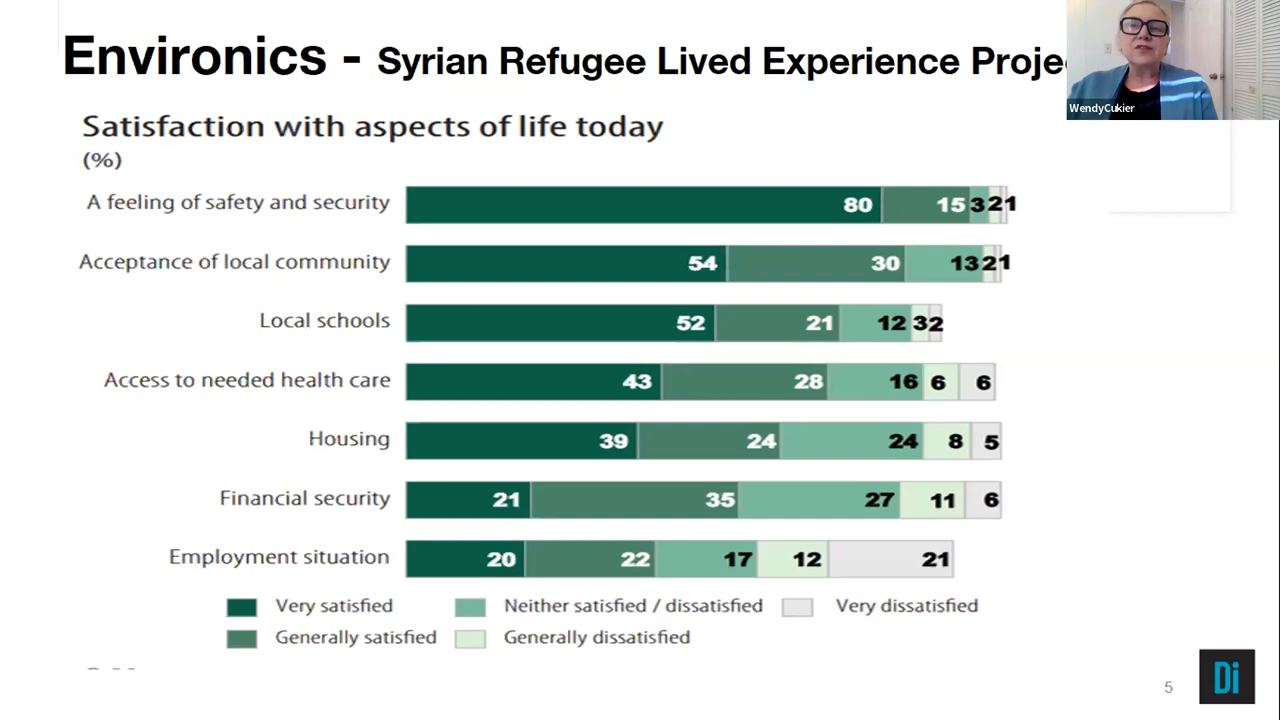 Environics - Syrian Refugee Lived Experience
WendyCukier
Satisfaction with aspects of life today
(%)
A feeling of safety and security 80 15 3 2 1
Acceptance of local community 54 30 13 2 1
Local schools 52 21 12 3 2
Access to needed health care 43 28 16 6 6
Housing 39 24 24 8 5
Financial security 21 35 27 11 6
Employment situation 20 22 17 12 21
Very satisfied Neither satisfied / dissatisfied Very dissatisfied
Generally satisfied Generally dissatisfied
5
Di